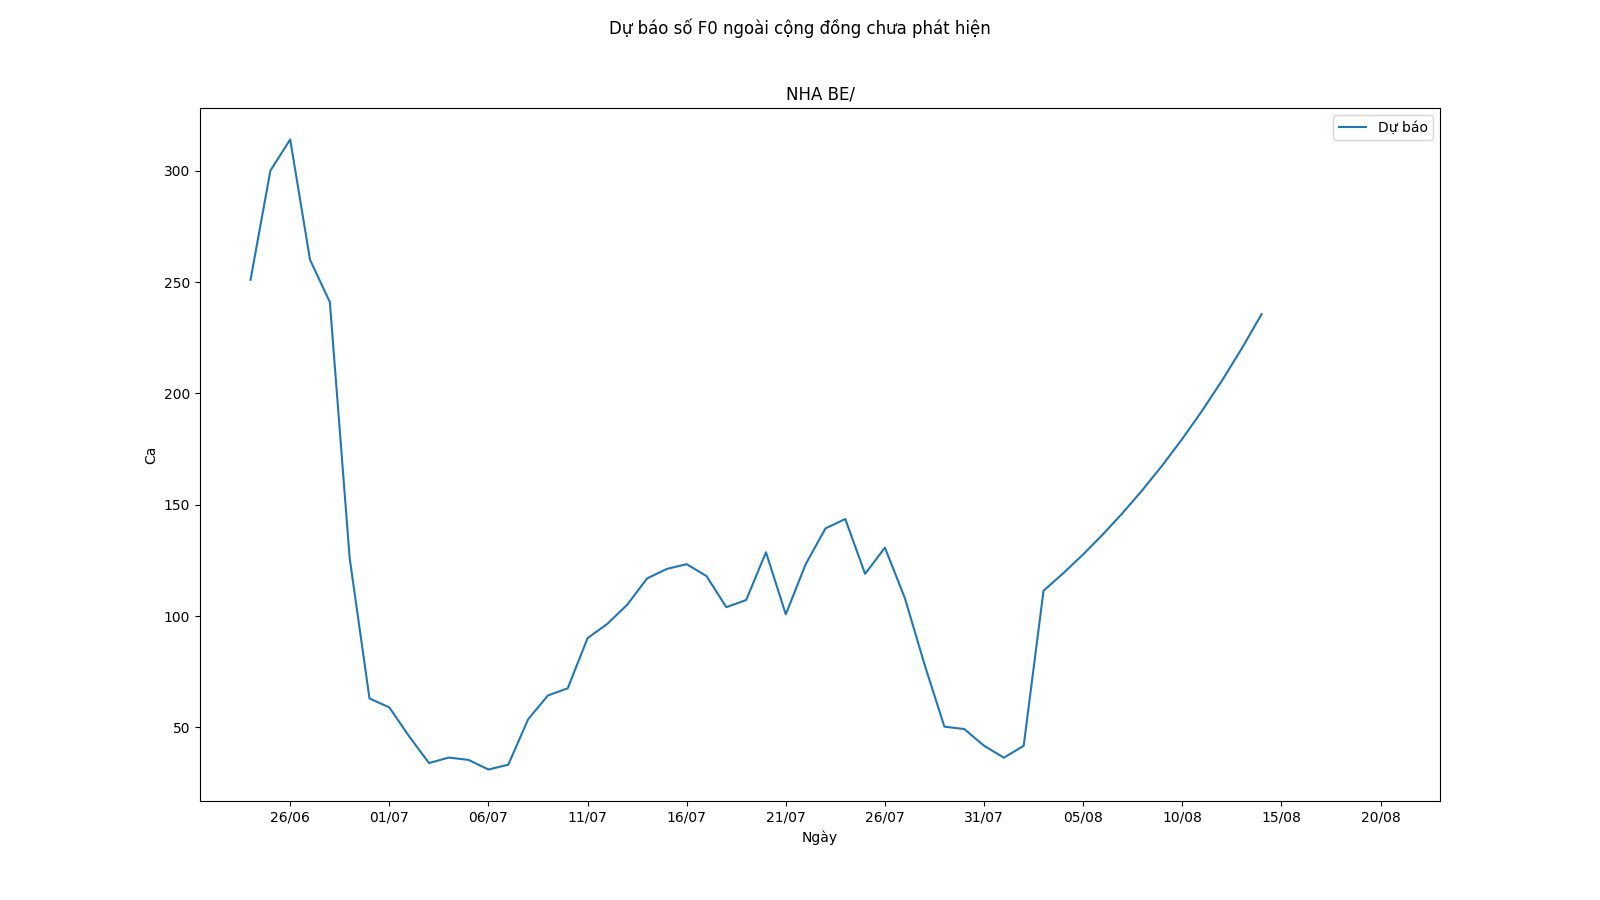 Dự báo số F0 ngoài cộng đồng chưa phát hiện
NHA BE/
Dự báo
300
250
200
150
100
50
Ca
26/06 01/07 06/07 11/07 16/07 21/07 26/07 31/07 05/08 10/08 15/08 20/08
Ngày